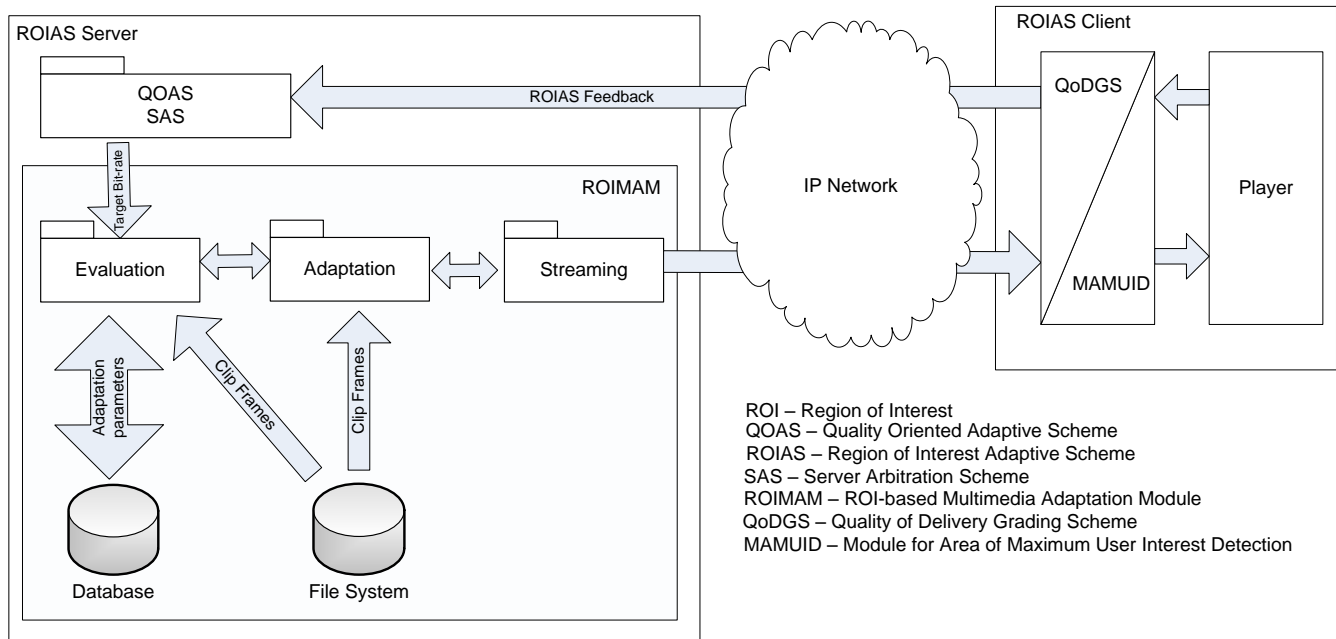 ROIAS Server
ROIAS Client
QOAS
SAS
ROIAS Feedback
QoDGS
Target Bit-rate
ROIMAM
IP Network
Player
Evaluation
Adaptation
Streaming
MAMUID
Adaptation
parameters
Clip Frames
Clip Frames
Database
File System
ROI – Region of Interest
QOAS – Quality Oriented Adaptive Scheme
ROIAS – Region of Interest Adaptive Scheme
SAS – Server Arbitration Scheme
ROIMAM – ROI-based Multimedia Adaptation Module
QoDGS – Quality of Delivery Grading Scheme
MAMUID – Module for Area of Maximum User Interest Detection